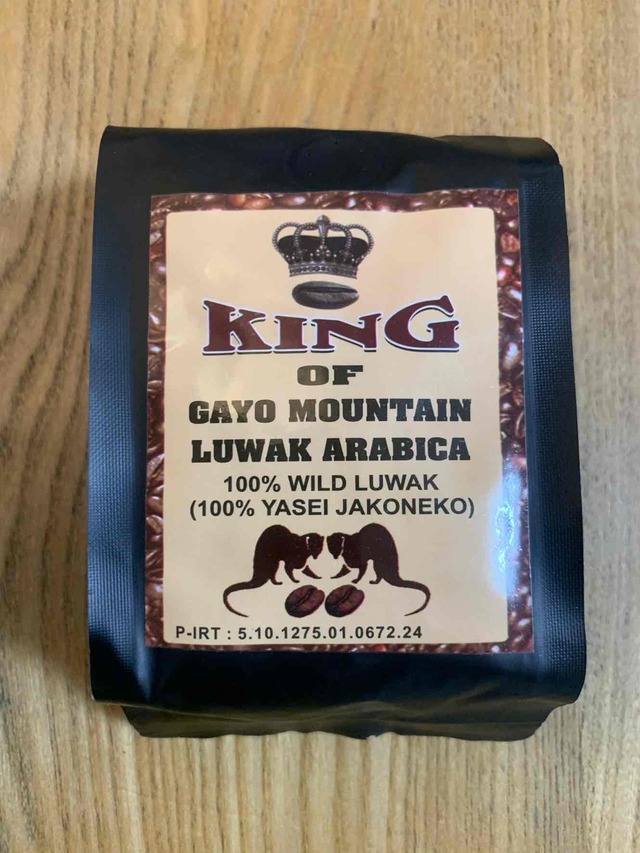 KING
OF
GAYO MOUNTAIN
LUWAK ARABICA
100% WILD LUWAK
(100% YASEI JAKONEKO)
P-IRT : 5.10.1275.01.0672.24